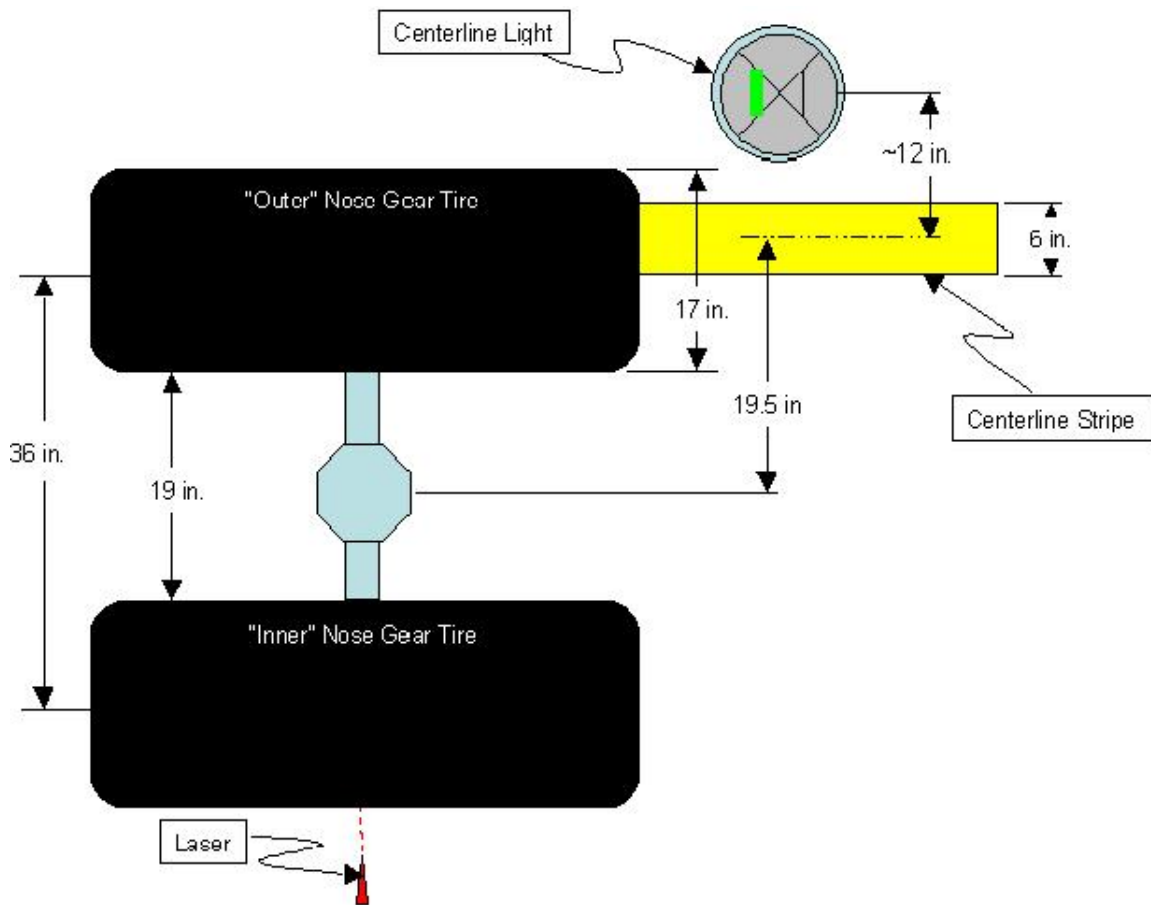 Centerline Light
~12 in.
"Outer" Nose Gear Tire
6 in.
17 in.
19.5 in
Centerline Stripe
36 in.
19 in.
"Inner" Nose Gear Tire
Laser